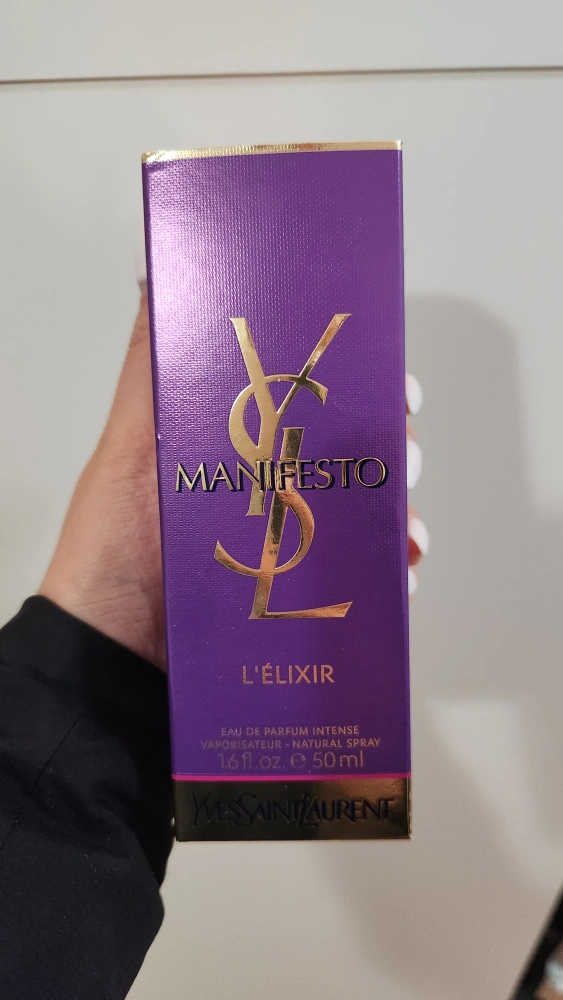 YSL
MANIFESTO
L'ÉLIXIR
EAU DE PARFUM INTENSE
VAPORISATEUR - NATURAL SPRAY
1.6 fl.oz. ℮ 50 ml
YVESSAINTLAURENT